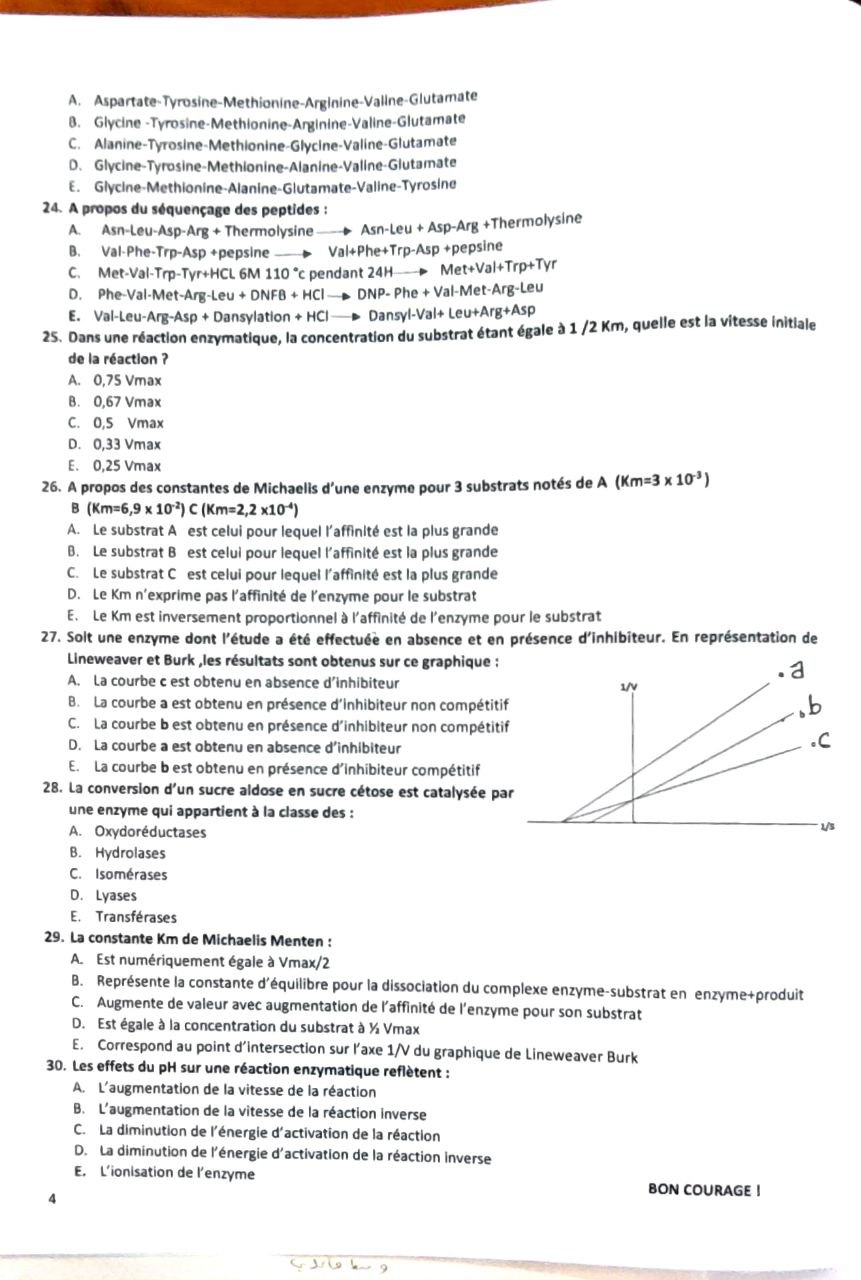 A. Aspartate-Tyrosine-Methionine-Arginine-Valine-Glutamate
B. Glycine -Tyrosine-Methionine-Arginine-Valine-Glutamate
C. Alanine-Tyrosine-Methionine-Glycine-Valine-Glutamate
D. Glycine-Tyrosine-Methionine-Alanine-Valine-Glutamate
E. Glycine-Methionine-Alanine-Glutamate-Valine-Tyrosine
24. A propos du séquençage des peptides :
A. Asn-Leu-Asp-Arg + Thermolysine → Asn-Leu + Asp-Arg +Thermolysine
B. Val-Phe-Trp-Asp +pepsine → Val+Phe+Trp-Asp +pepsine
C. Met-Val-Trp-Tyr+HCL 6M 110 °c pendant 24H → Met+Val+Trp+Tyr
D. Phe-Val-Met-Arg-Leu + DNFB + HCl → DNP- Phe + Val-Met-Arg-Leu
E. Val-Leu-Arg-Asp + Dansylation + HCl → Dansyl-Val+ Leu+Arg+Asp
25. Dans une réaction enzymatique, la concentration du substrat étant égale à 1 /2 Km, quelle est la vitesse initiale
de la réaction ?
A. 0,75 Vmax
B. 0,67 Vmax
C. 0,5 Vmax
D. 0,33 Vmax
E. 0,25 Vmax
26. A propos des constantes de Michaelis d'une enzyme pour 3 substrats notés de A (Km=3 x 10⁻³)
B (Km=6,9 x 10⁻²) C (Km=2,2 x10⁻⁴)
A. Le substrat A est celui pour lequel l'affinité est la plus grande
B. Le substrat B est celui pour lequel l'affinité est la plus grande
C. Le substrat C est celui pour lequel l'affinité est la plus grande
D. Le Km n'exprime pas l'affinité de l'enzyme pour le substrat
E. Le Km est inversement proportionnel à l'affinité de l'enzyme pour le substrat
27. Soit une enzyme dont l'étude a été effectuée en absence et en présence d'inhibiteur. En représentation de
Lineweaver et Burk ,les résultats sont obtenus sur ce graphique :
A. La courbe c est obtenu en absence d'inhibiteur
B. La courbe a est obtenu en présence d'inhibiteur non compétitif
C. La courbe b est obtenu en présence d'inhibiteur non compétitif
D. La courbe a est obtenu en absence d'inhibiteur
E. La courbe b est obtenu en présence d'inhibiteur compétitif
1/V
.a
.b
.c
1/s
28. La conversion d'un sucre aldose en sucre cétose est catalysée par
une enzyme qui appartient à la classe des :
A. Oxydoréductases
B. Hydrolases
C. Isomérases
D. Lyases
E. Transférases
29. La constante Km de Michaelis Menten :
A. Est numériquement égale à Vmax/2
B. Représente la constante d'équilibre pour la dissociation du complexe enzyme-substrat en enzyme+produit
C. Augmente de valeur avec augmentation de l'affinité de l'enzyme pour son substrat
D. Est égale à la concentration du substrat à ½ Vmax
E. Correspond au point d'intersection sur l'axe 1/V du graphique de Lineweaver Burk
30. Les effets du pH sur une réaction enzymatique reflètent :
A. L'augmentation de la vitesse de la réaction
B. L'augmentation de la vitesse de la réaction inverse
C. La diminution de l'énergie d'activation de la réaction
D. La diminution de l'énergie d'activation de la réaction inverse
E. L'ionisation de l'enzyme
BON COURAGE !
4